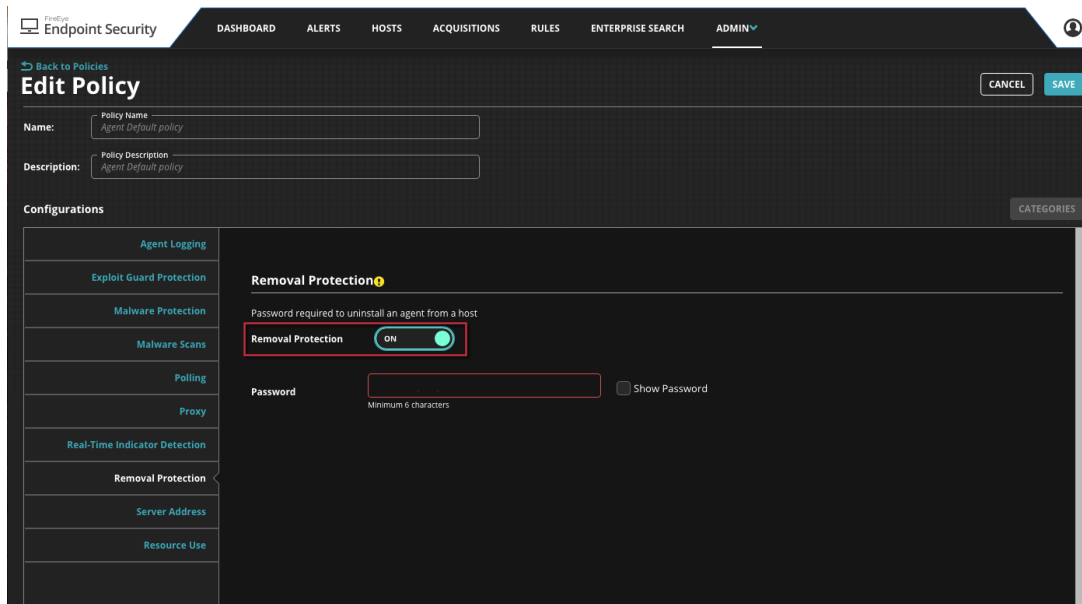 FireEye
Endpoint Security
DASHBOARD ALERTS HOSTS ACQUISITIONS RULES ENTERPRISE SEARCH ADMIN
Back to Policies
Edit Policy
CANCEL SAVE
Name:
Policy Name
Agent Default policy
Description:
Policy Description
Agent Default policy
Configurations
CATEGORIES
Agent Logging
Exploit Guard Protection
Malware Protection
Malware Scans
Polling
Proxy
Real-Time Indicator Detection
Removal Protection
Server Address
Resource Use
Removal Protection
Password required to uninstall an agent from a host
Removal Protection ON
Password
Show Password
Minimum 6 characters